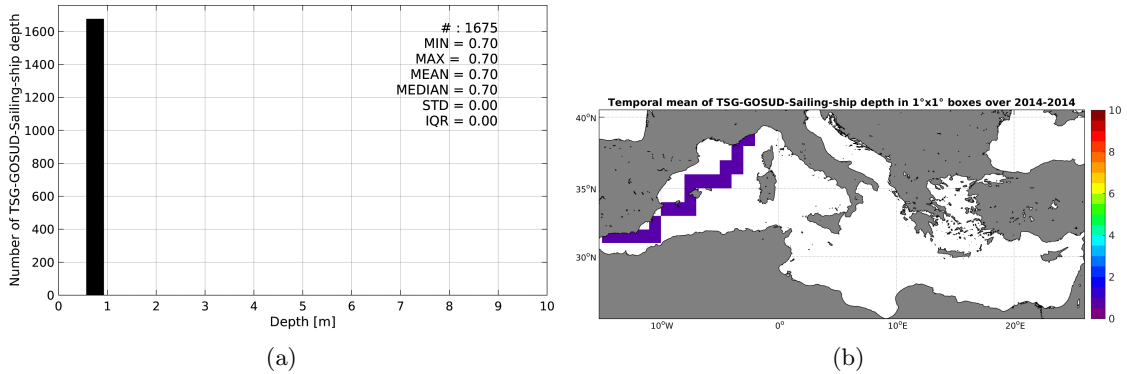 Number of TSG-GOSUD-Sailing-ship depth
1600
1400
1200
1000
800
600
400
200
0
# : 1675
MIN = 0.70
MAX =  0.70
MEAN = 0.70
MEDIAN = 0.70
STD = 0.00
IQR = 0.00
0 1 2 3 4 5 6 7 8 9 10
Depth [m]
(a)
Temporal mean of TSG-GOSUD-Sailing-ship depth in 1°x1° boxes over 2014-2014
40°N
35°N
30°N
10°W 0° 10°E 20°E
10
8
6
4
2
0
(b)